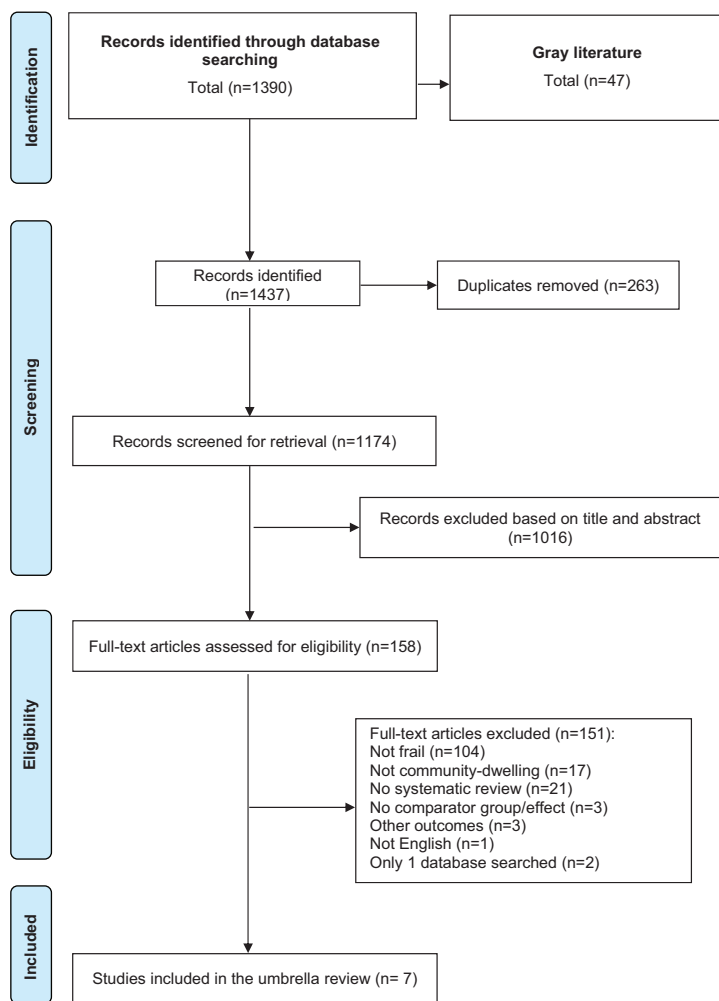 Identification
Records identified through database
searching
Total (n=1390)
Gray literature
Total (n=47)
Screening
Records identified
(n=1437)
Duplicates removed (n=263)
Records screened for retrieval (n=1174)
Records excluded based on title and abstract
(n=1016)
Eligibility
Full-text articles assessed for eligibility (n=158)
Full-text articles excluded (n=151):
Not frail (n=104)
Not community-dwelling (n=17)
No systematic review (n=21)
No comparator group/effect (n=3)
Other outcomes (n=3)
Not English (n=1)
Only 1 database searched (n=2)
Included
Studies included in the umbrella review (n= 7)